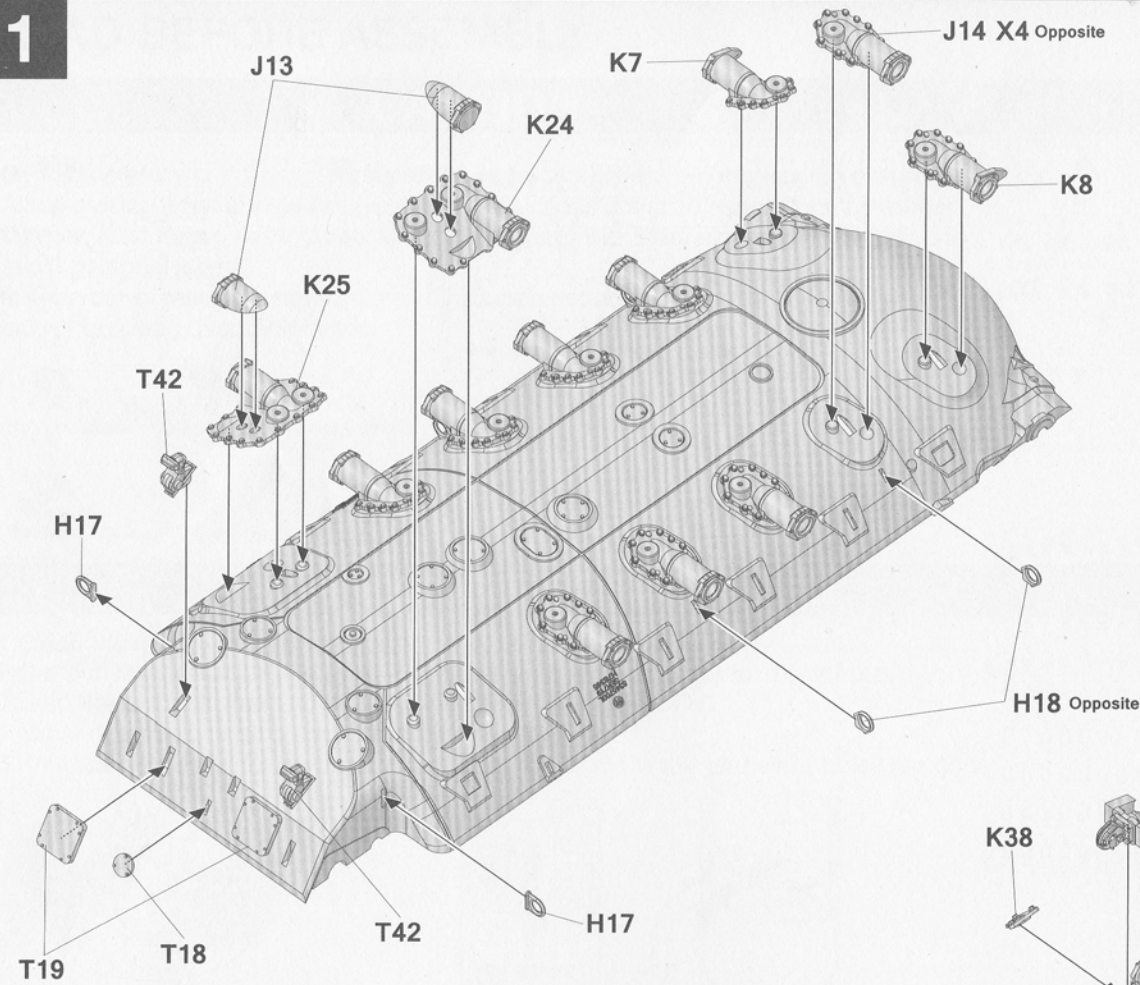 1
J13
K7
J14 X4 Opposite
K24
K8
K25
T42
H17
H18 Opposite
K38
H17
T42
T18
T19